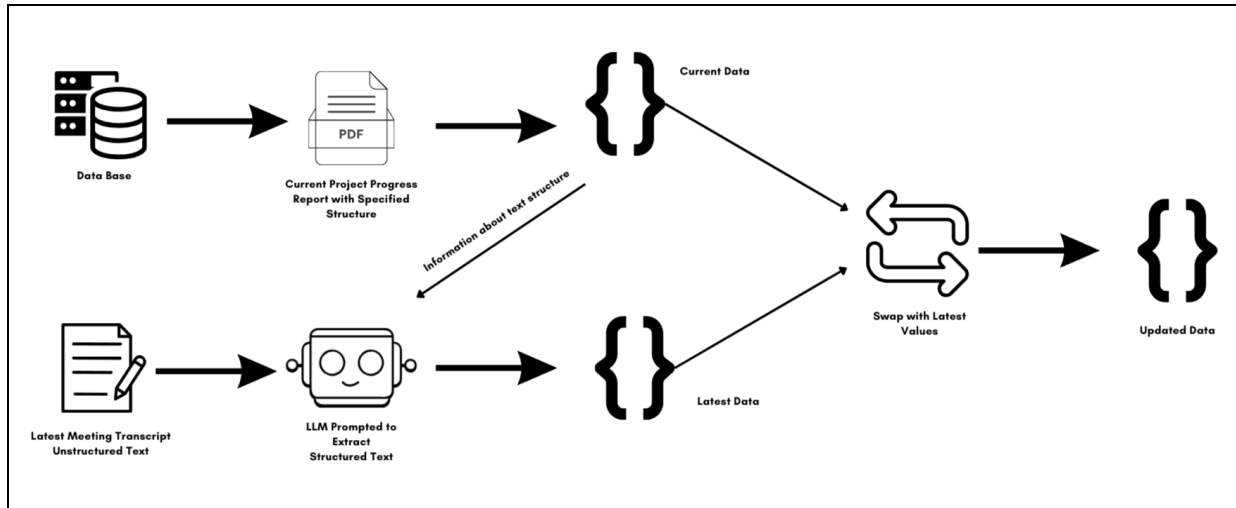 Data Base
PDF
Current Project Progress
Report with Specified
Structure
Current Data
Information about text structure
Latest Meeting Transcript
Unstructured Text
LLM Prompted to
Extract
Structured Text
Latest Data
Swap with Latest
Values
Updated Data